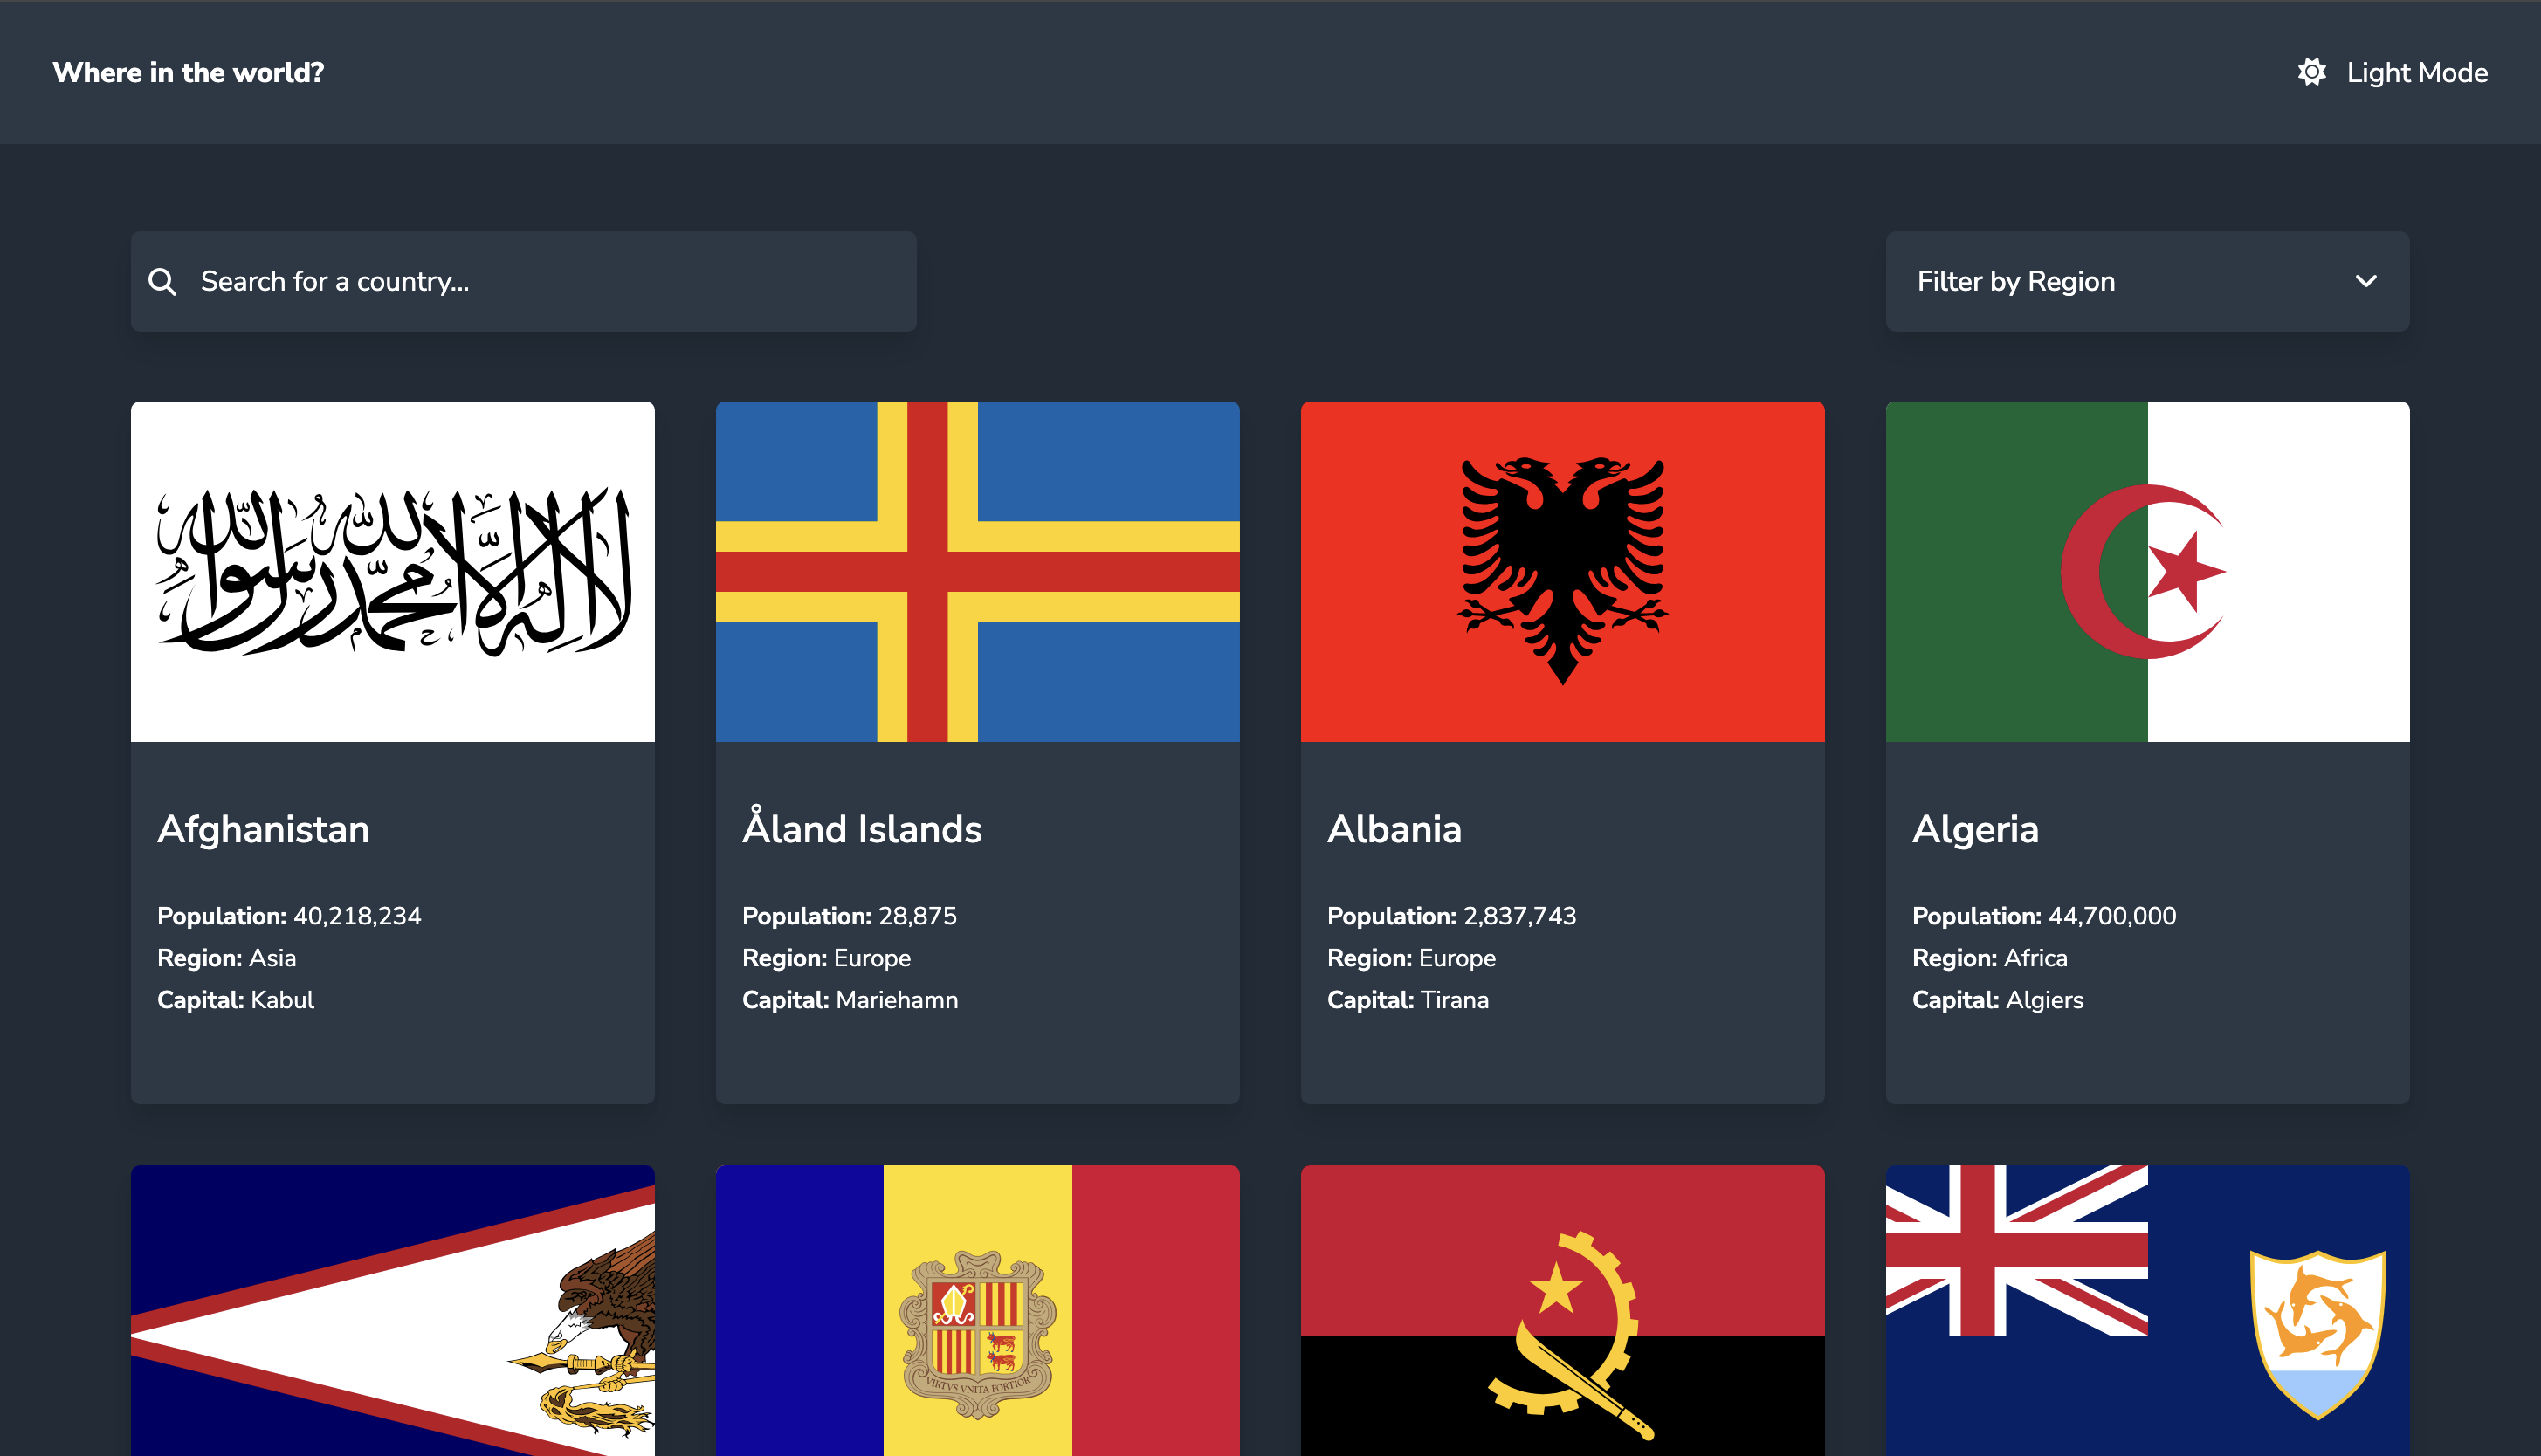 Where in the world?
Light Mode
Search for a country...
Filter by Region
لا إله إلا الله محمد رسول الله
Afghanistan
Population: 40,218,234
Region: Asia
Capital: Kabul
Åland Islands
Population: 28,875
Region: Europe
Capital: Mariehamn
Albania
Population: 2,837,743
Region: Europe
Capital: Tirana
Algeria
Population: 44,700,000
Region: Africa
Capital: Algiers
VIRTVS VNITA FORTIOR